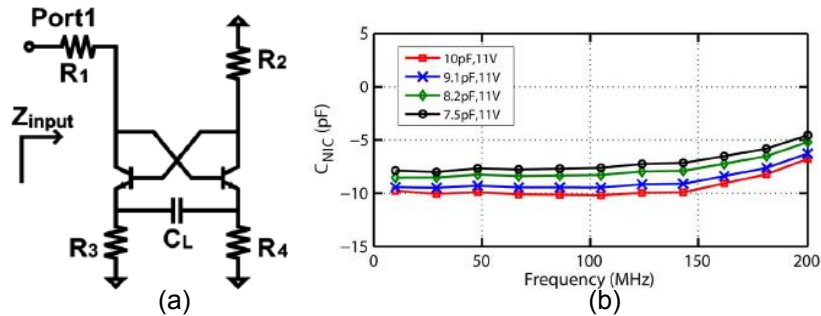 Port1
R1
R2
Zinput
R3
CL
R4
(a)
(b)
CNIC (pF)
5
0
−5
−10
−15
10pF,11V
9.1pF,11V
8.2pF,11V
7.5pF,11V
0
50
100
150
200
Frequency (MHz)